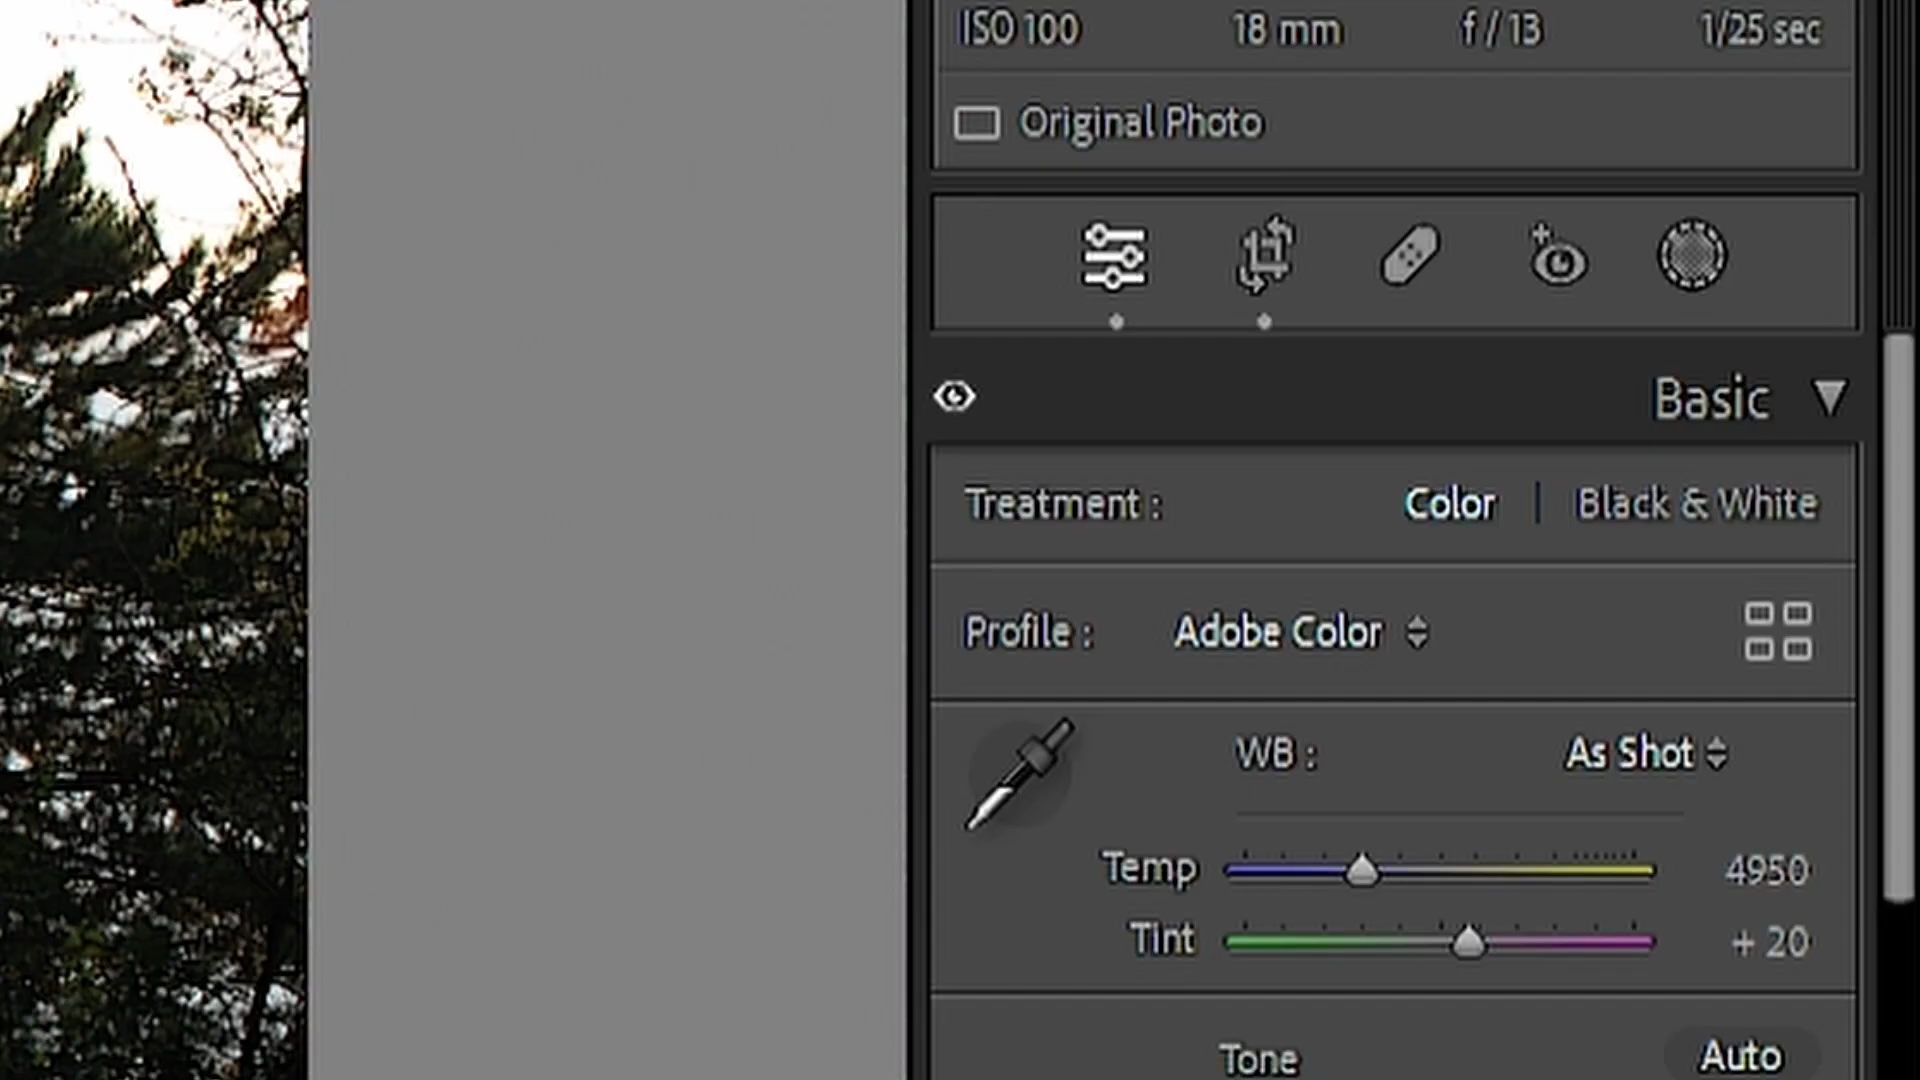 ISO 100 18 mm f / 13 1/25 sec
Original Photo
Basic
Treatment : Color | Black & White
Profile : Adobe Color
WB : As Shot
Temp 4950
Tint + 20
Tone Auto